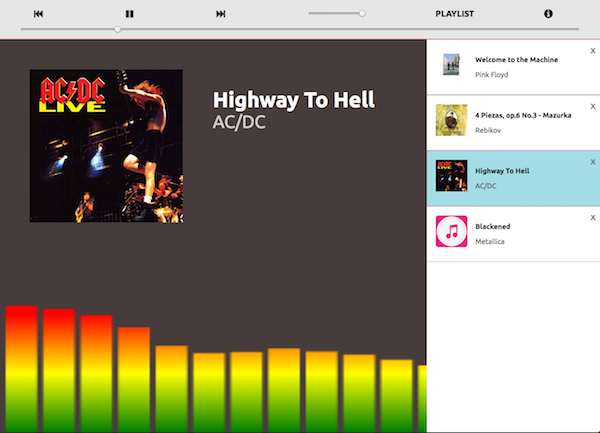 PLAYLIST
AC/DC
LIVE
Highway To Hell
AC/DC
X
Welcome to the Machine
Pink Floyd
X
4 Piezas, op.6 No.3 - Mazurka
Rebikov
X
Highway To Hell
AC/DC
X
Blackened
Metallica